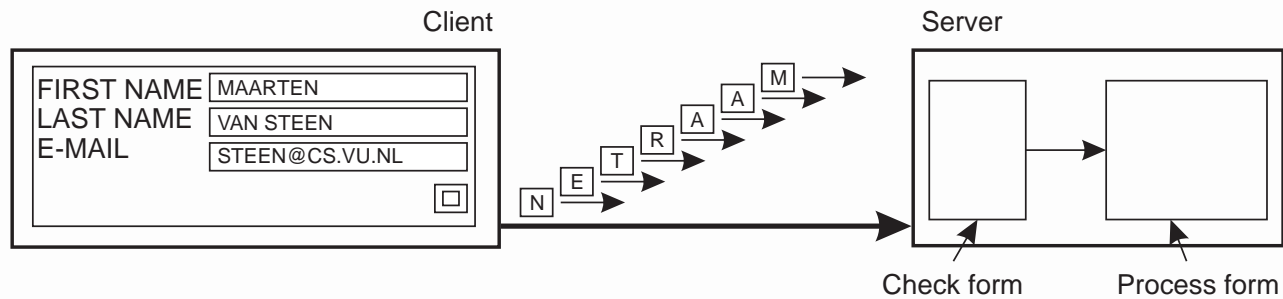 Client
Server
FIRST NAME MAARTEN
LAST NAME VAN STEEN
E-MAIL STEEN@CS.VU.NL
N E T R A A M
Check form
Process form